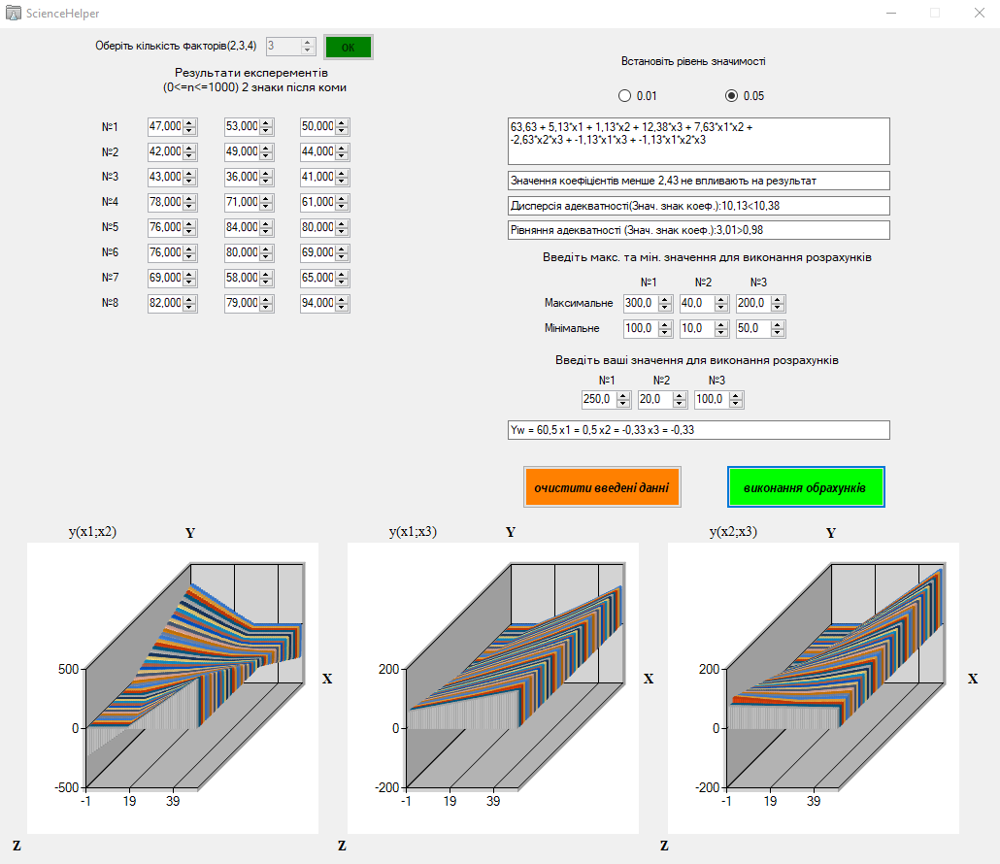 ScienceHelper
Оберіть кількість факторів(2,3,4) 3 ок
Результати експерементів
(0<=n<=1000) 2 знаки після коми
№1 47,000 53,000 50,000
№2 42,000 49,000 44,000
№3 43,000 36,000 41,000
№4 78,000 71,000 61,000
№5 76,000 84,000 80,000
№6 76,000 80,000 69,000
№7 69,000 58,000 65,000
№8 82,000 79,000 94,000
Встановіть рівень значимості
0.01 0.05
63,63 + 5,13*x1 + 1,13*x2 + 12,38*x3 + 7,63*x1*x2 +
-2,63*x2*x3 + -1,13*x1*x3 + -1,13*x1*x2*x3
Значення коефіцієнтів менше 2,43 не впливають на результат
Дисперсія адекватності(Знач. знак коеф.):10,13<10,38
Рівняння адекватності (Знач. знак коеф.):3,01>0,98
Введіть макс. та мін. значення для виконання розрахунків
№1 №2 №3
Максимальне 300,0 40,0 200,0
Мінімальне 100,0 10,0 50,0
Введіть ваші значення для виконання розрахунків
№1 №2 №3
250,0 20,0 100,0
Yw = 60,5 x1 = 0,5 x2 = -0,33 x3 = -0,33
очистити введені данні виконання обрахунків
y(x1;x2) Y
500
0
-500
-1 19 39
X
Z
y(x1;x3) Y
200
0
-200
-1 19 39
X
Z
y(x2;x3) Y
200
0
-200
-1 19 39
X
Z